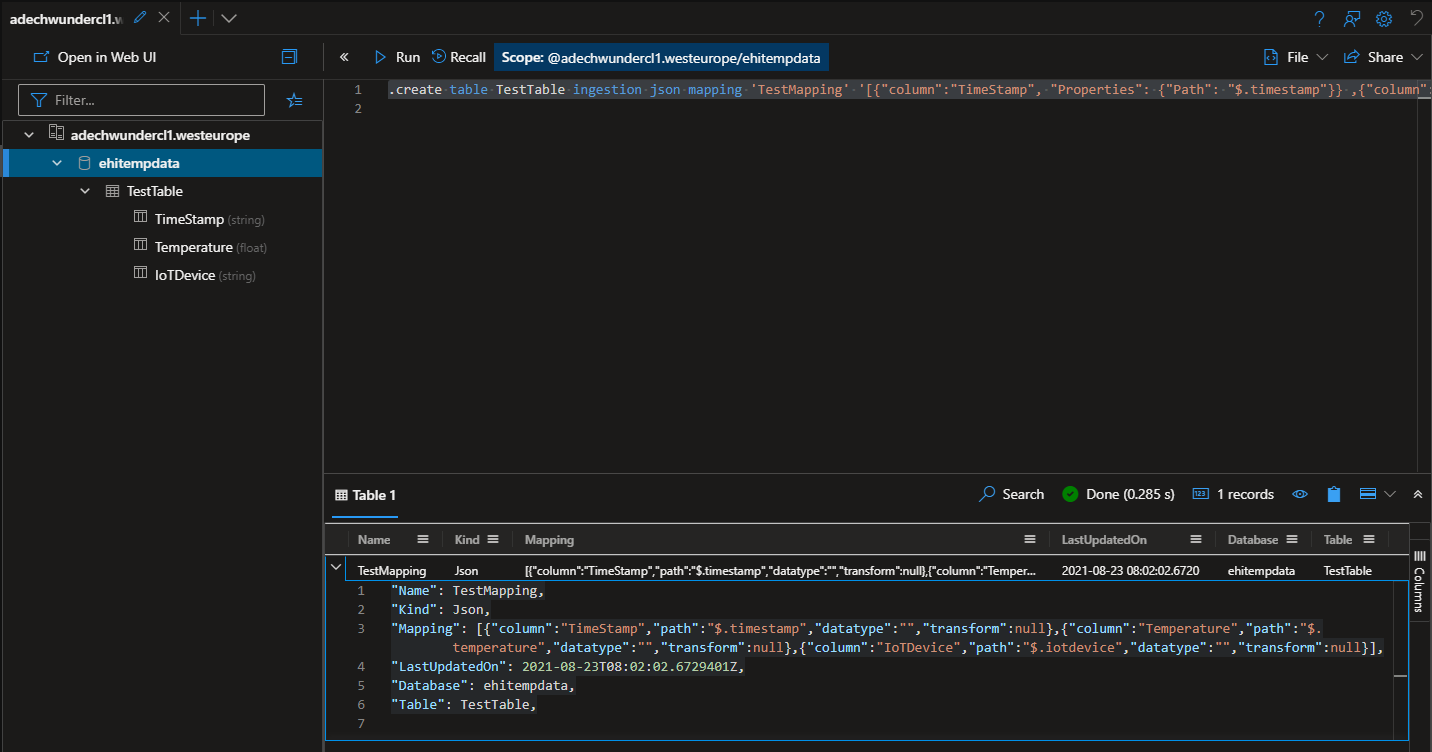 adechwundercl1.w
Open in Web UI
Run
Recall
Scope: @adechwundercl1.westeurope/ehitempdata
File
Share
Filter...
adechwundercl1.westeurope
ehitempdata
TestTable
TimeStamp (string)
Temperature (float)
IoTDevice (string)
1 .create table TestTable ingestion json mapping 'TestMapping' '[{"column":"TimeStamp", "Properties": {"Path": "$.timestamp"}} ,{"column":
2
Table 1
Search
Done (0.285 s)
123
1 records
Name Kind Mapping LastUpdatedOn Database Table
TestMapping Json [{"column":"TimeStamp","path":"$.timestamp","datatype":"","transform":null},{"column":"Temper... 2021-08-23 08:02:02.6720 ehitempdata TestTable
1 "Name": TestMapping,
2 "Kind": Json,
3 "Mapping": [{"column":"TimeStamp","path":"$.timestamp","datatype":"","transform":null},{"column":"Temperature","path":"$.
temperature","datatype":"","transform":null},{"column":"IoTDevice","path":"$.iotdevice","datatype":"","transform":null}],
4 "LastUpdatedOn": 2021-08-23T08:02:02.6729401Z,
5 "Database": ehitempdata,
6 "Table": TestTable,
7
Columns